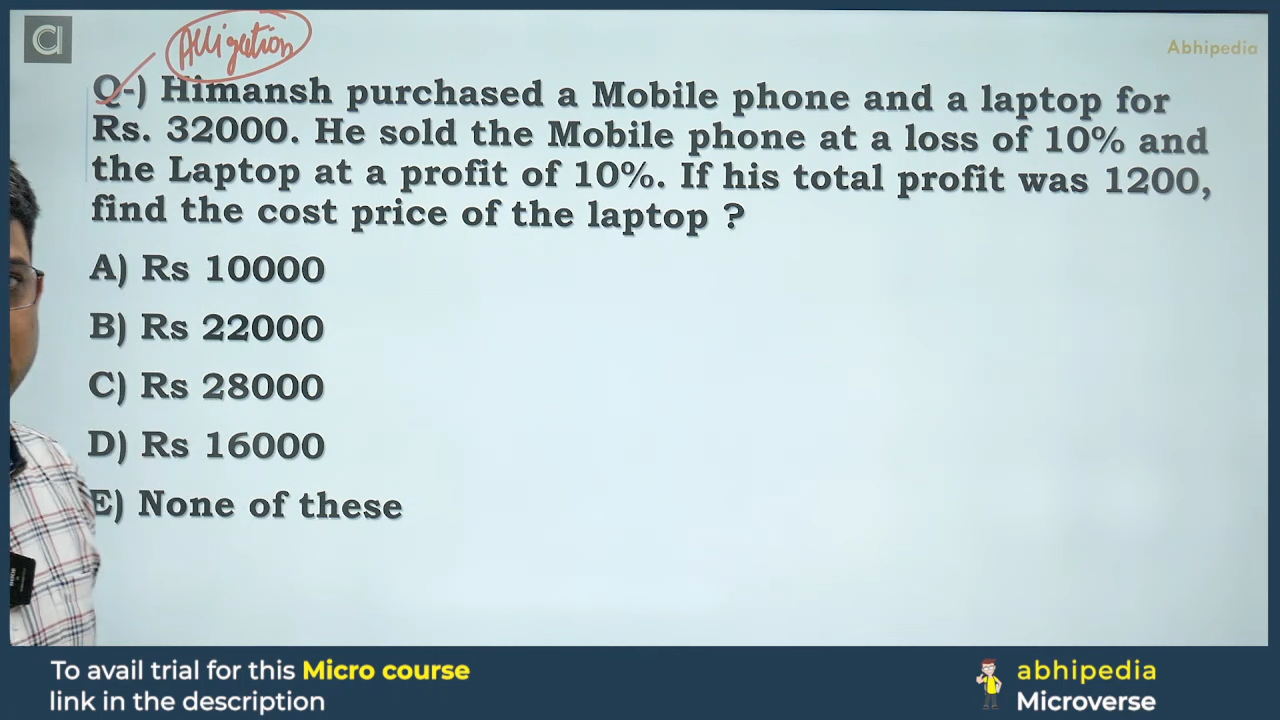 Alligation
Abhipedia
Q-) Himansh purchased a Mobile phone and a laptop for
Rs. 32000. He sold the Mobile phone at a loss of 10% and
the Laptop at a profit of 10%. If his total profit was 1200,
find the cost price of the laptop ?
A) Rs 10000
B) Rs 22000
C) Rs 28000
D) Rs 16000
E) None of these
To avail trial for this Micro course
link in the description
abhipedia
Microverse